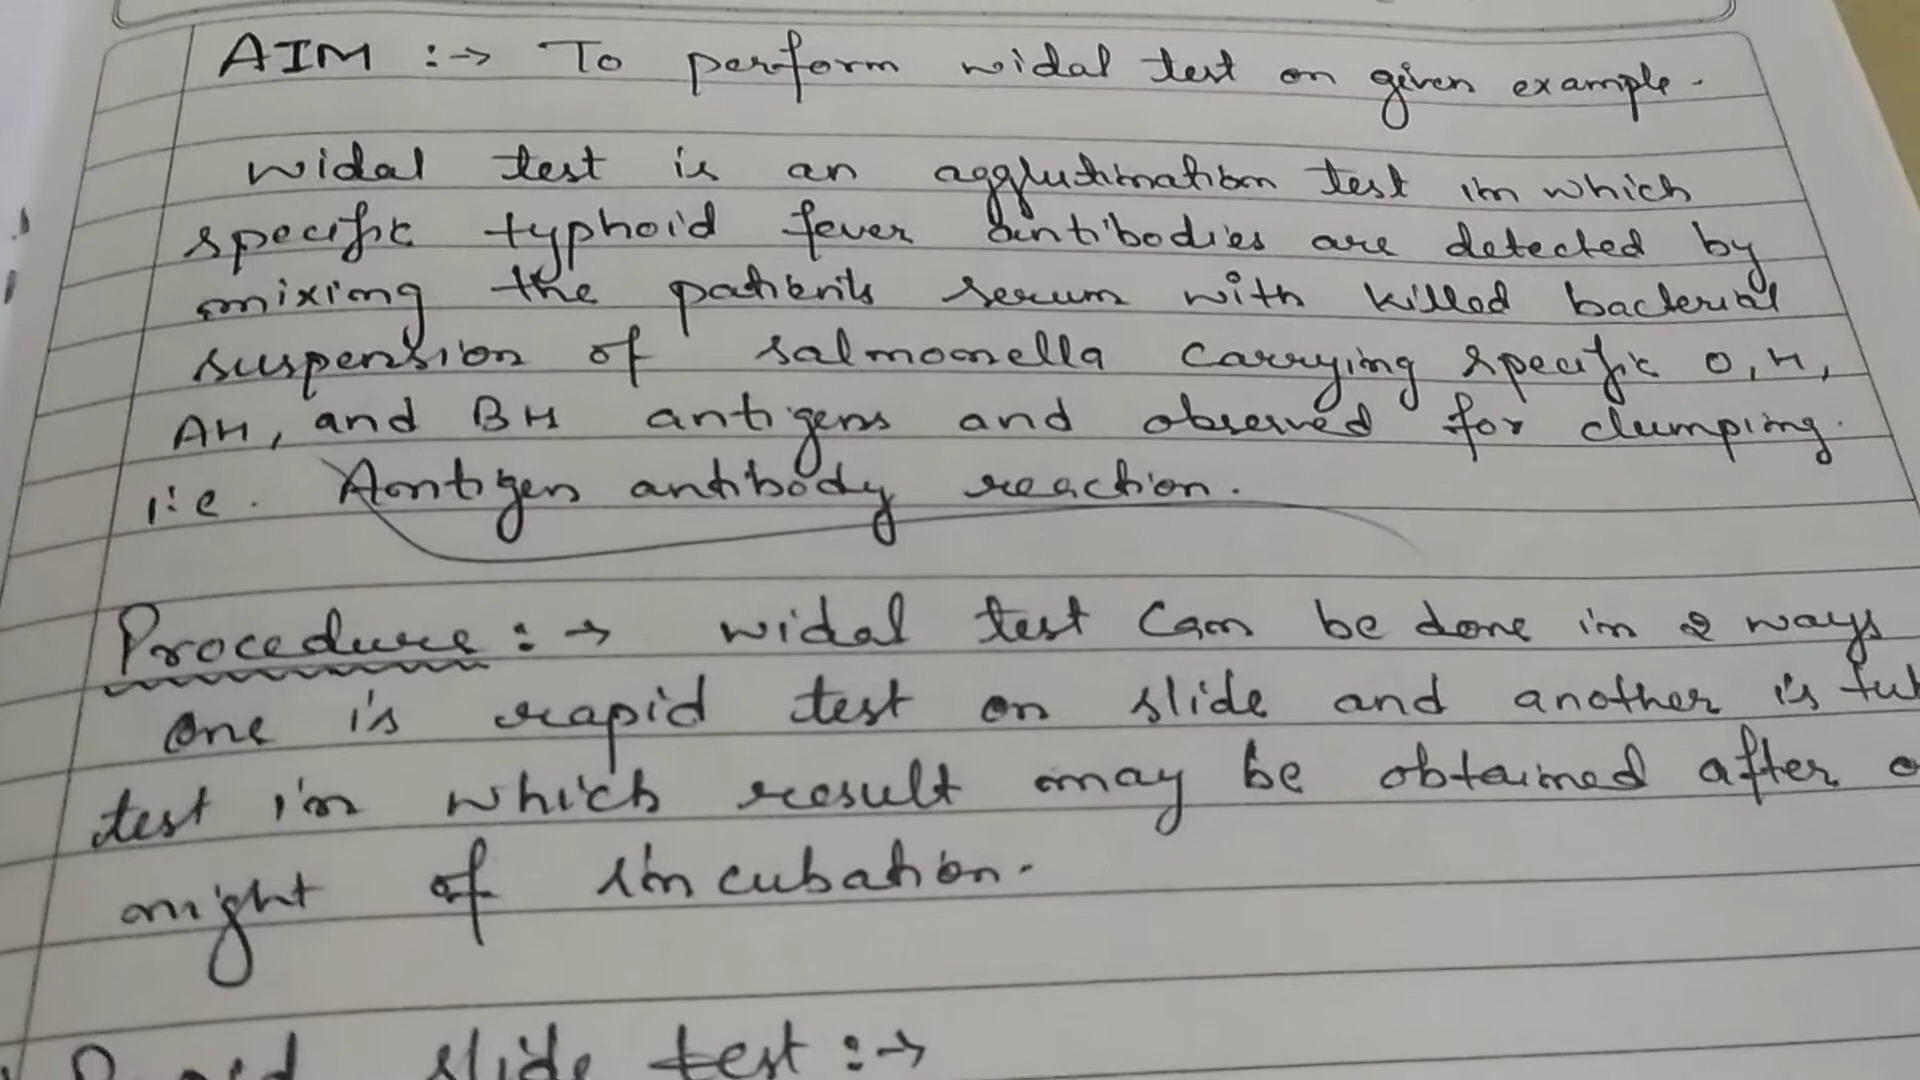 AIM :→ To perform widal test on given example.
widal test is an agglutination test in which
specific typhoid fever antibodies are detected by
mixing the patients serum with killed bacterial
suspension of salmonella carrying specific O, H,
AH, and BH antigens and observed for clumping.
i.e. Antigen antibody reaction.
Procedure :→ widal test can be done in 2 ways
One is rapid test on slide and another is tub
test in which result may be obtained after o
night of incubation.
slide test :→